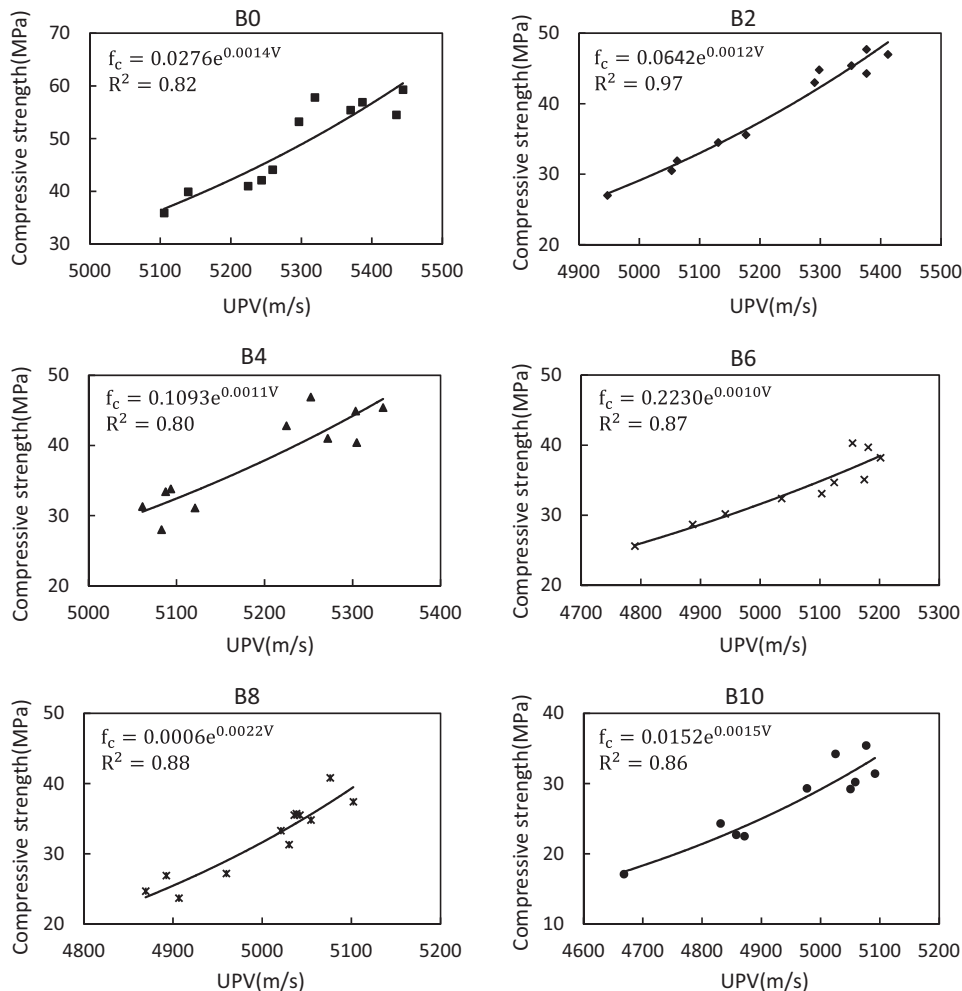 B0
f_c = 0.0276e^0.0014V
R² = 0.82
Compressive strength(MPa)
70
60
50
40
30
5000 5100 5200 5300 5400 5500
UPV(m/s)
B2
f_c = 0.0642e^0.0012V
R² = 0.97
Compressive strength(MPa)
50
40
30
20
4900 5000 5100 5200 5300 5400 5500
UPV(m/s)
B4
f_c = 0.1093e^0.0011V
R² = 0.80
Compressive strength(MPa)
50
40
30
20
5000 5100 5200 5300 5400
UPV(m/s)
B6
f_c = 0.2230e^0.0010V
R² = 0.87
Compressive strength(MPa)
50
40
30
20
4700 4800 4900 5000 5100 5200 5300
UPV(m/s)
B8
f_c = 0.0006e^0.0022V
R² = 0.88
Compressive strength(MPa)
50
40
30
20
4800 4900 5000 5100 5200
UPV(m/s)
B10
f_c = 0.0152e^0.0015V
R² = 0.86
Compressive strength(MPa)
40
30
20
10
4600 4700 4800 4900 5000 5100 5200
UPV(m/s)